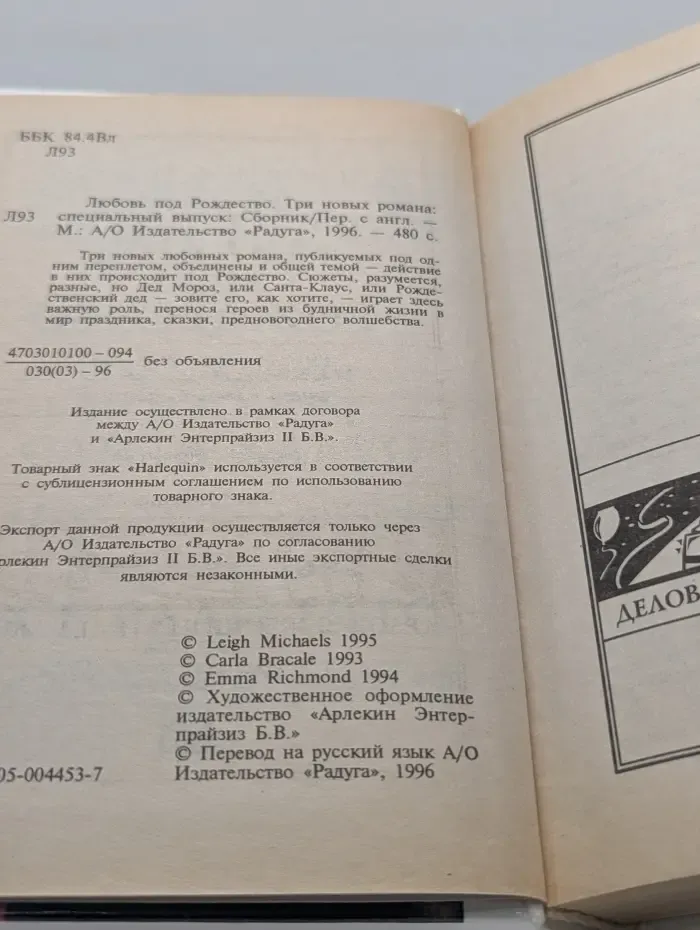 ББК 84.4Вл
Л93
Любовь под Рождество. Три новых романа:
Л93 специальный выпуск: Сборник/Пер. с англ. —
М.: А/О Издательство «Радуга», 1996. — 480 с.
Три новых любовных романа, публикуемых под од-
ним переплетом, объединены и общей темой — действие
в них происходит под Рождество. Сюжеты, разумеется,
разные, но Дед Мороз, или Санта-Клаус, или Рожде-
ственский дед — зовите его, как хотите, — играет здесь
важную роль, перенося героев из будничной жизни в
мир праздника, сказки, предновогоднего волшебства.
4703010100-094
030(03)-96
без объявления
Издание осуществлено в рамках договора
между А/О Издательство «Радуга»
и «Арлекин Энтерпрайзиз II Б.В.».
Товарный знак «Harlequin» используется в соответствии
с сублицензионным соглашением по использованию
товарного знака.
Экспорт данной продукции осуществляется только через
А/О Издательство «Радуга» по согласованию
рлекин Энтерпрайзиз II Б.В.». Все иные экспортные сделки
являются незаконными.
© Leigh Michaels 1995
© Carla Bracale 1993
© Emma Richmond 1994
© Художественное оформление
издательство «Арлекин Энтер-
прайзиз Б.В.»
© Перевод на русский язык А/О
Издательство «Радуга», 1996
05-004453-7
ДЕЛОВ